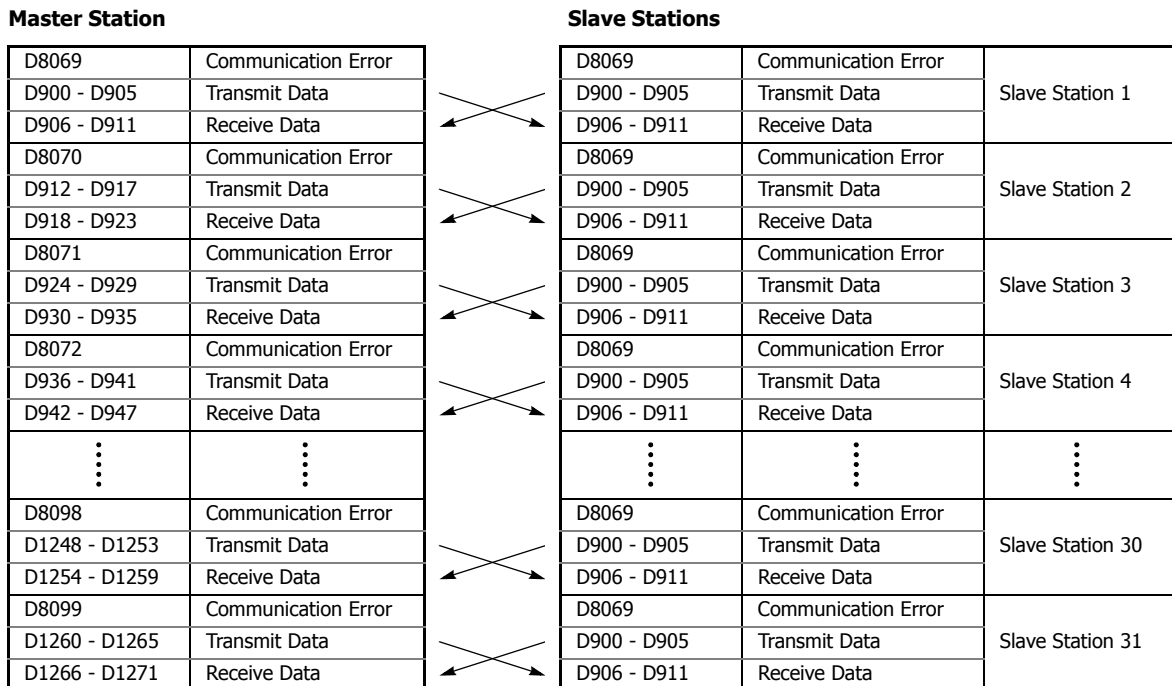 Master Station Slave Stations
D8069 Communication Error D8069 Communication Error
D900 - D905 Transmit Data D900 - D905 Transmit Data Slave Station 1
D906 - D911 Receive Data D906 - D911 Receive Data
D8070 Communication Error D8069 Communication Error
D912 - D917 Transmit Data D900 - D905 Transmit Data Slave Station 2
D918 - D923 Receive Data D906 - D911 Receive Data
D8071 Communication Error D8069 Communication Error
D924 - D929 Transmit Data D900 - D905 Transmit Data Slave Station 3
D930 - D935 Receive Data D906 - D911 Receive Data
D8072 Communication Error D8069 Communication Error
D936 - D941 Transmit Data D900 - D905 Transmit Data Slave Station 4
D942 - D947 Receive Data D906 - D911 Receive Data
D8098 Communication Error D8069 Communication Error
D1248 - D1253 Transmit Data D900 - D905 Transmit Data Slave Station 30
D1254 - D1259 Receive Data D906 - D911 Receive Data
D8099 Communication Error D8069 Communication Error
D1260 - D1265 Transmit Data D900 - D905 Transmit Data Slave Station 31
D1266 - D1271 Receive Data D906 - D911 Receive Data